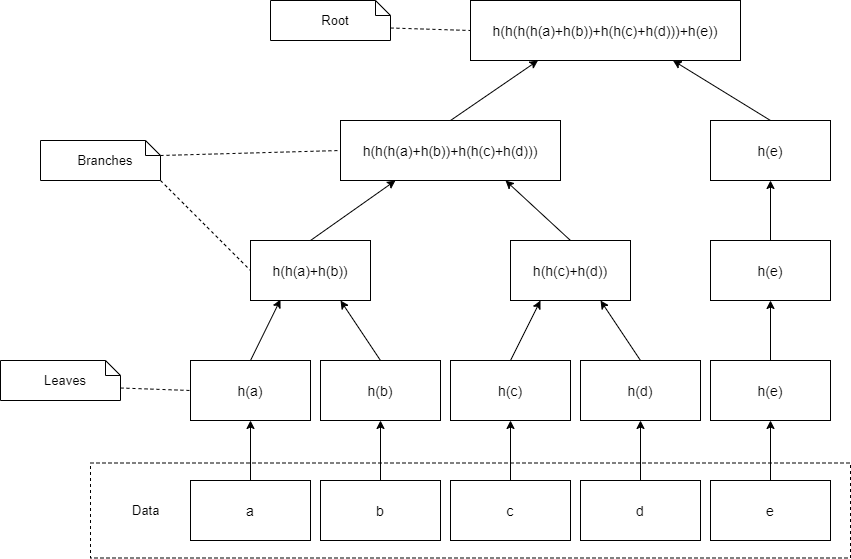 Root
h(h(h(h(a)+h(b))+h(h(c)+h(d)))+h(e))
Branches
h(h(h(a)+h(b))+h(h(c)+h(d)))
h(e)
h(h(a)+h(b))
h(h(c)+h(d))
h(e)
Leaves
h(a)
h(b)
h(c)
h(d)
h(e)
Data
a
b
c
d
e